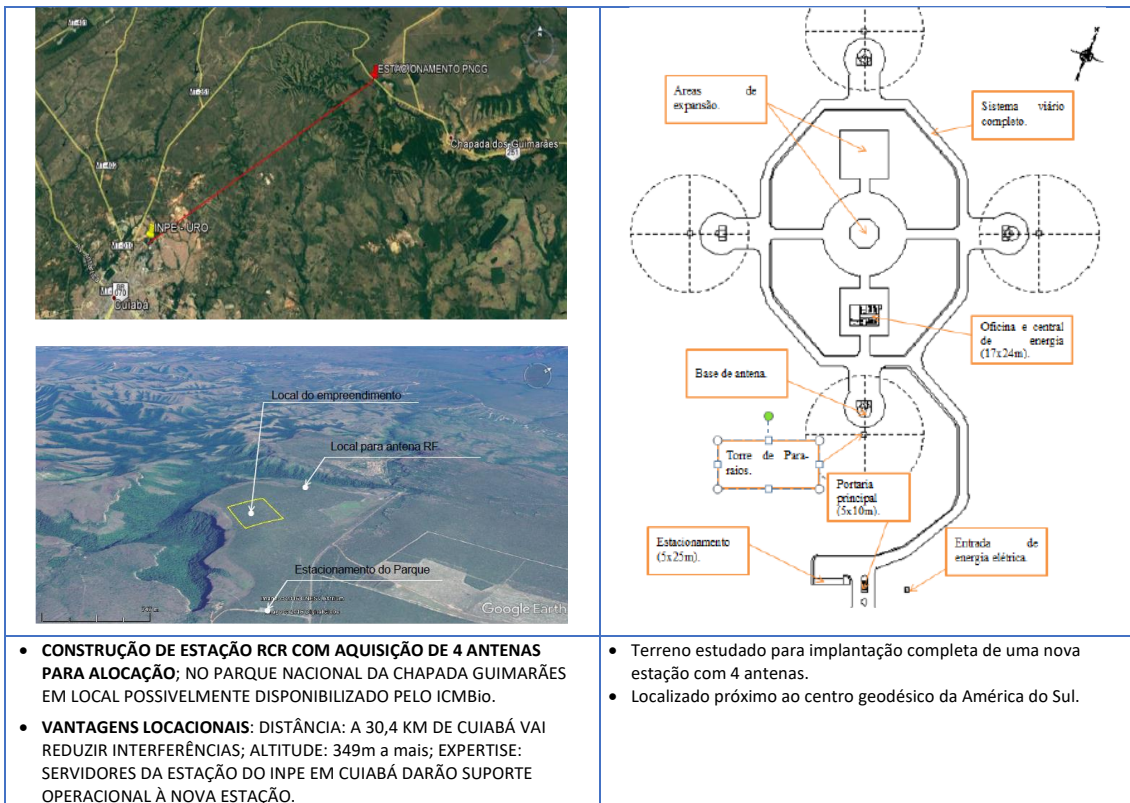 ESTACIONAMENTO PNCG
Chapada dos Guimarães
251
INPE - URO
MT-010
Cuiabá
Local do empreendimento
Local para antena RF.
Estacionamento do Parque
Google Earth
Areas de
expansão.
Sistema viário
completo.
Oficina e central
de energia
(17x24m).
Base de antena.
Torre de Para-
raios.
Portaria
principal
(5x10m).
Estacionamento
(5x25m).
Entrada de
energia elétrica.
• CONSTRUÇÃO DE ESTAÇÃO RCR COM AQUISIÇÃO DE 4 ANTENAS
PARA ALOCAÇÃO; NO PARQUE NACIONAL DA CHAPADA GUIMARÃES
EM LOCAL POSSIVELMENTE DISPONIBILIZADO PELO ICMBio.
• VANTAGENS LOCACIONAIS: DISTÂNCIA: A 30,4 KM DE CUIABÁ VAI
REDUZIR INTERFERÊNCIAS; ALTITUDE: 349m a mais; EXPERTISE:
SERVIDORES DA ESTAÇÃO DO INPE EM CUIABÁ DARÃO SUPORTE
OPERACIONAL À NOVA ESTAÇÃO.
• Terreno estudado para implantação completa de uma nova
estação com 4 antenas.
• Localizado próximo ao centro geodésico da América do Sul.